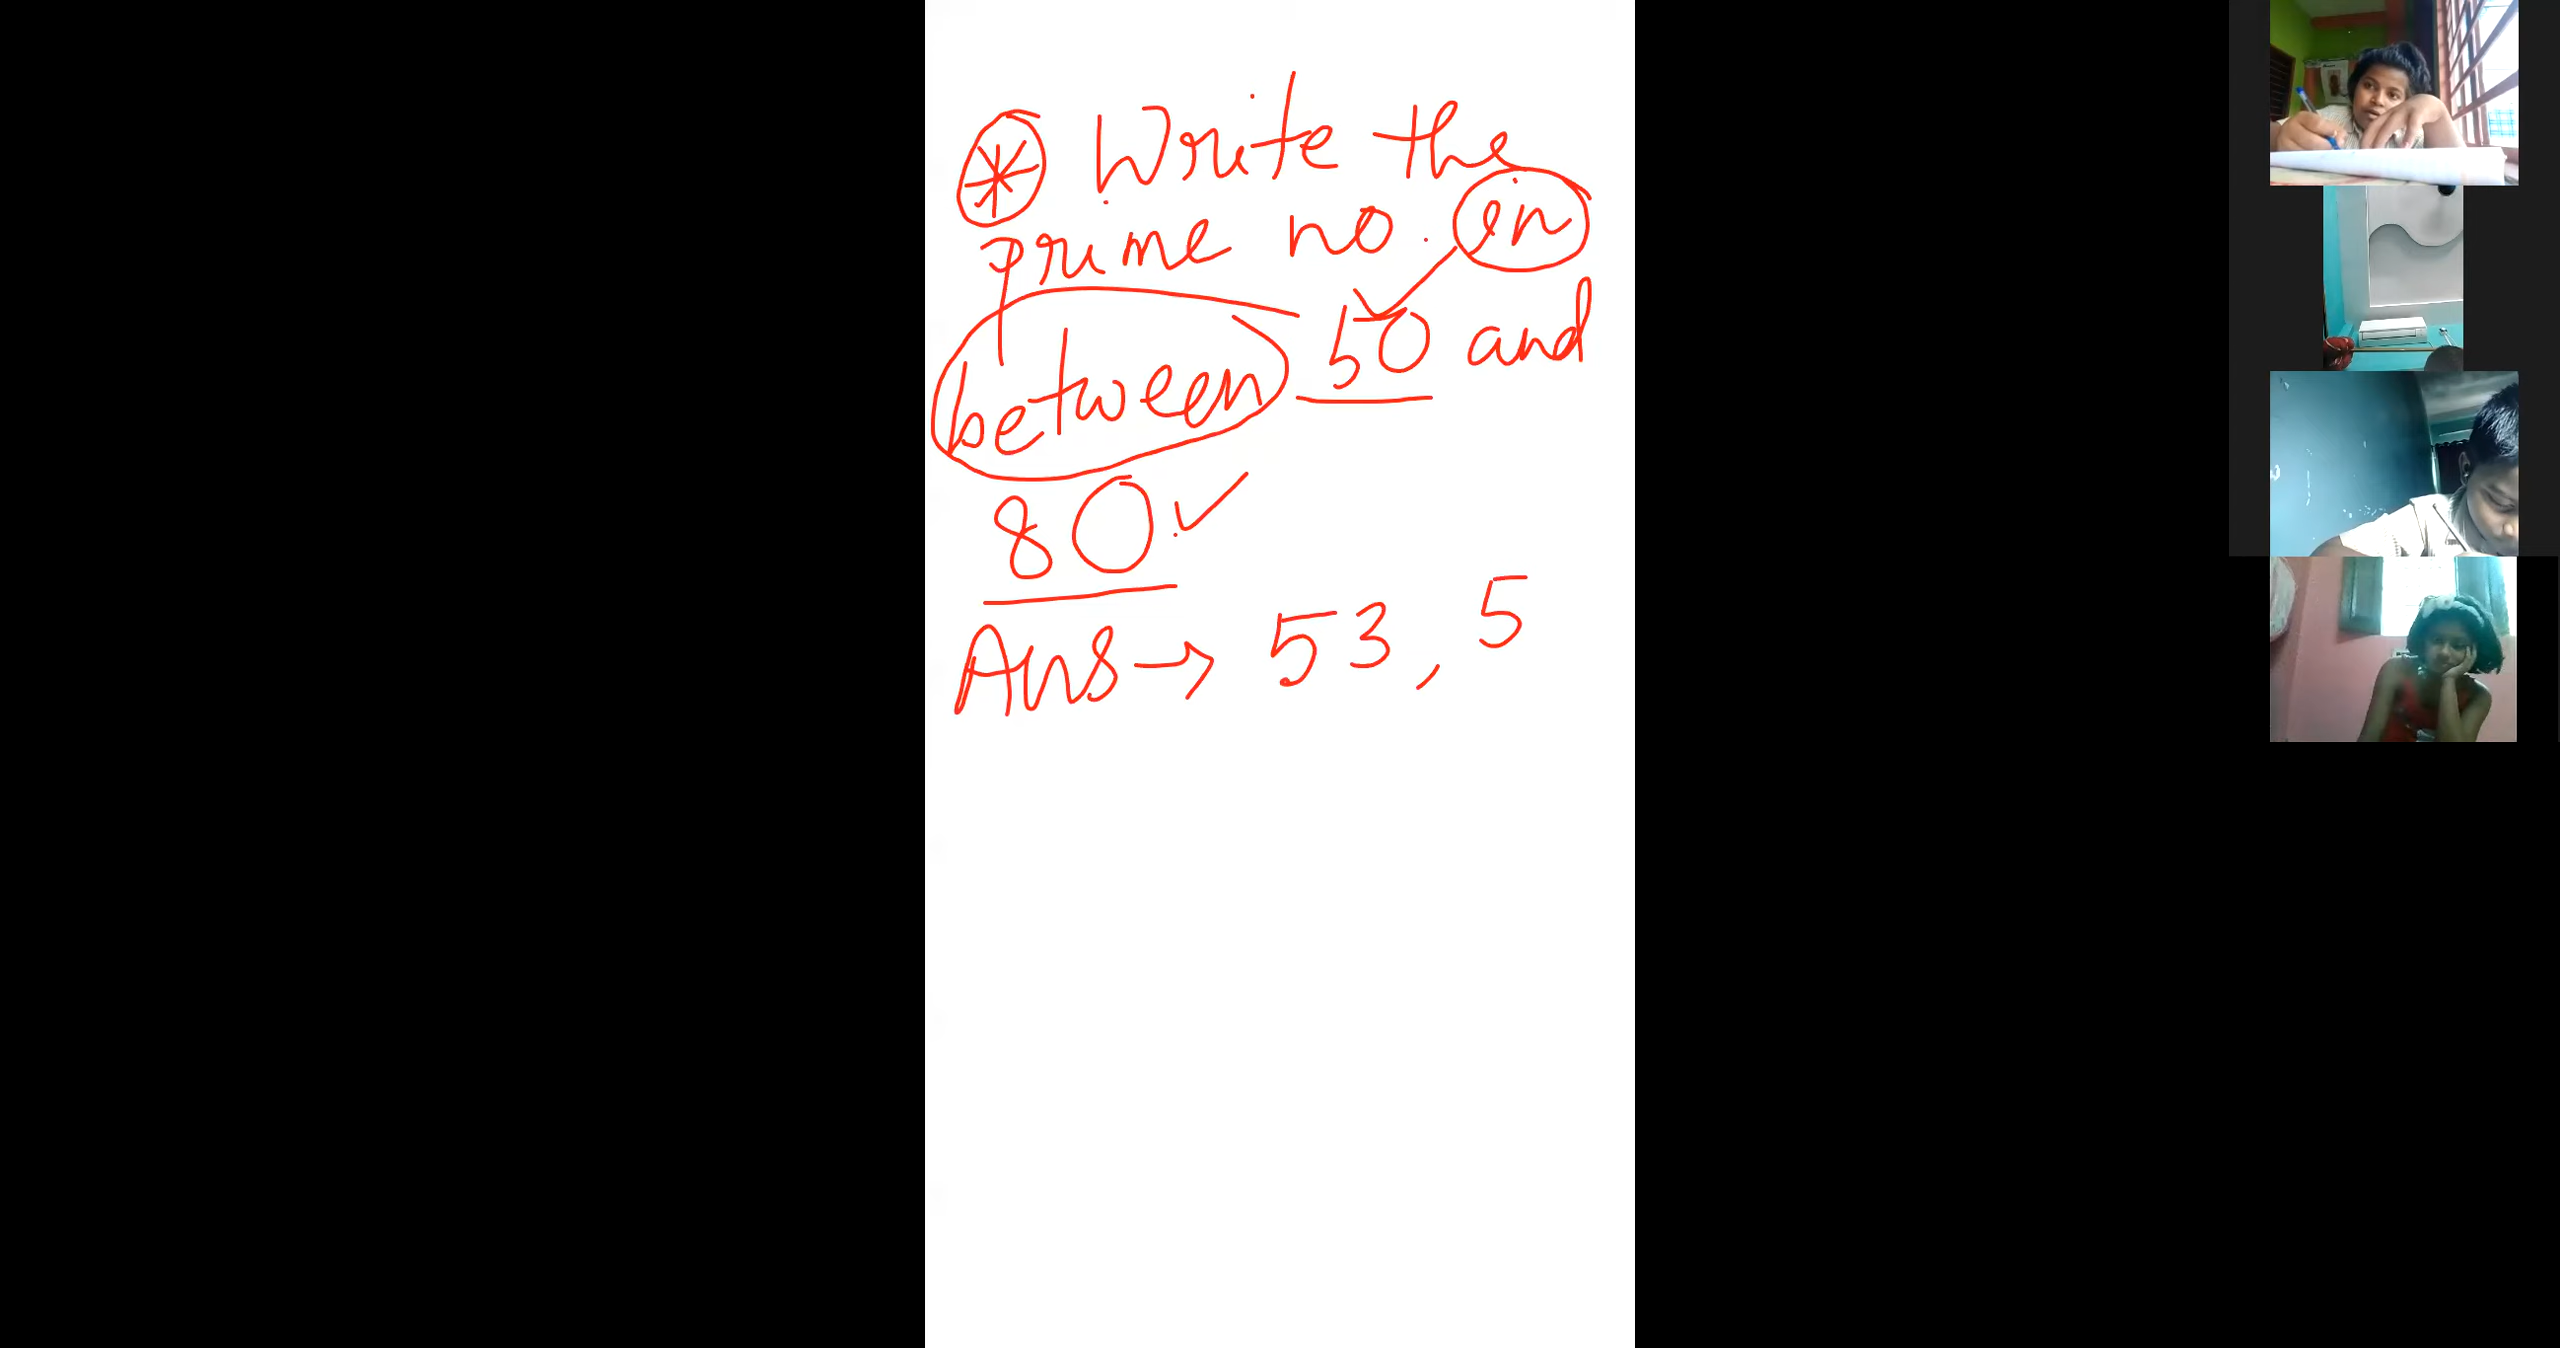 * Write the
prime no. in
between 50 and
80.
Ans → 53, 5